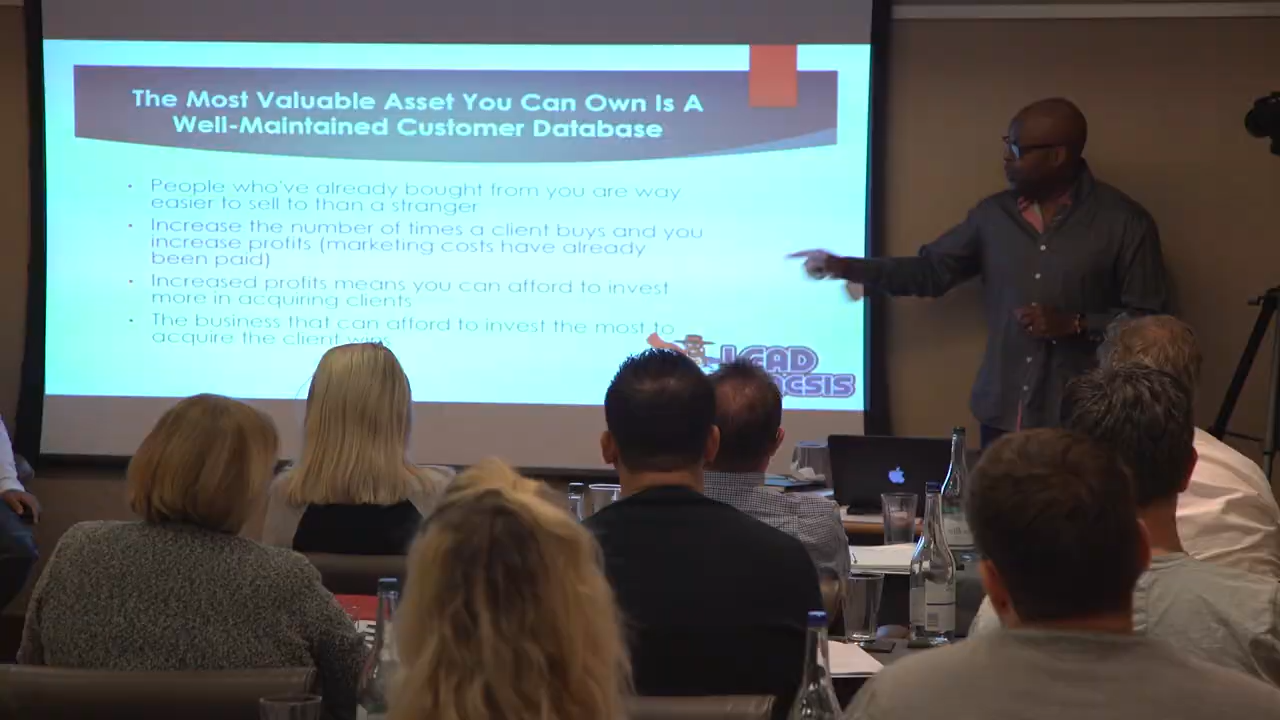 The Most Valuable Asset You Can Own Is A
Well-Maintained Customer Database
• People who've already bought from you are way
easier to sell to than a stranger
• Increase the number of times a client buys and you
increase profits (marketing costs have already
been paid)
• Increased profits means you can afford to invest
more in acquiring clients
• The business that can afford to invest the most to
acquire the client wins
LEAD